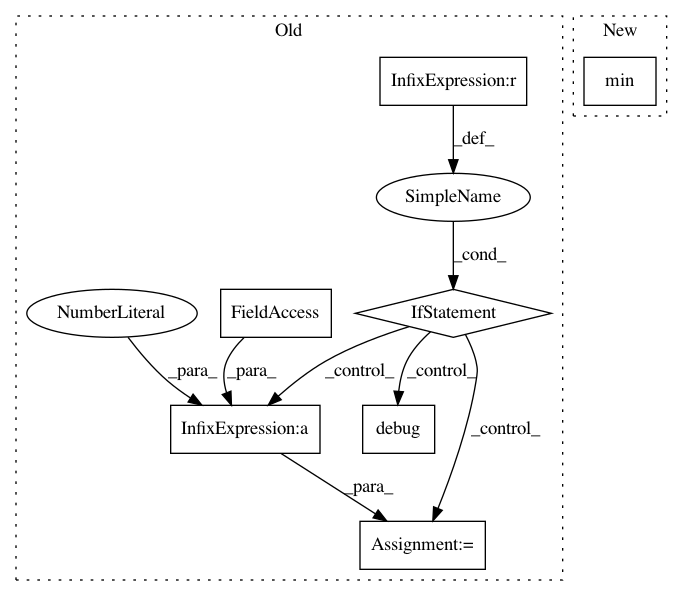 Old
New
InfixExpression:r
min
_def_
SimpleName
_cond_
NumberLiteral
FieldAccess
IfStatement
_para_
_para_
_control_
_control_
_control_
InfixExpression:a
debug
_para_
Assignment:=